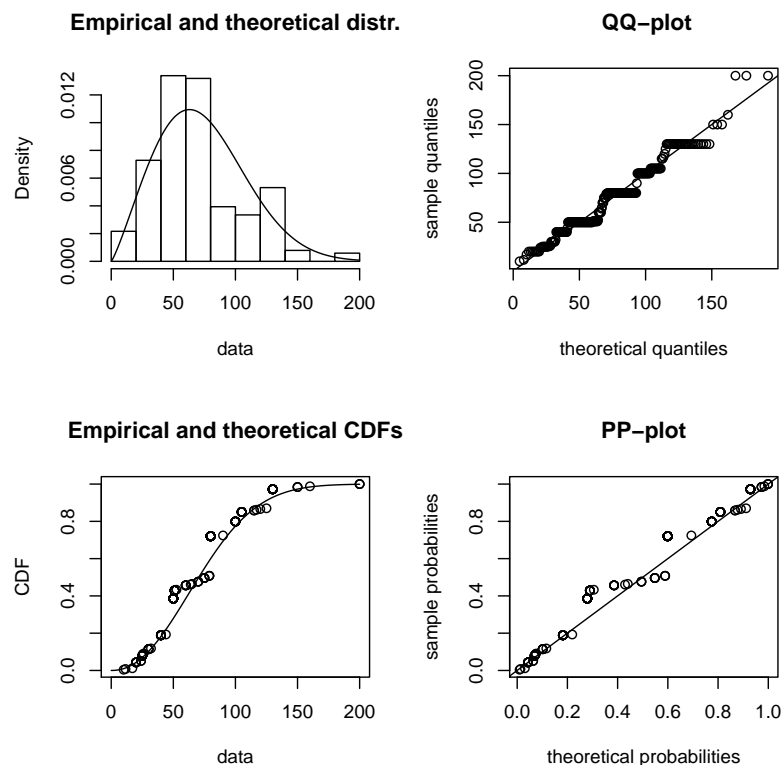 Empirical and theoretical distr.
Density
0.000
0.006
0.012
0
50
100
150
200
data
QQ−plot
sample quantiles
50
100
150
200
0
50
100
150
theoretical quantiles
Empirical and theoretical CDFs
CDF
0.0
0.4
0.8
0
50
100
150
200
data
PP−plot
sample probabilities
0.0
0.4
0.8
0.0
0.2
0.4
0.6
0.8
1.0
theoretical probabilities